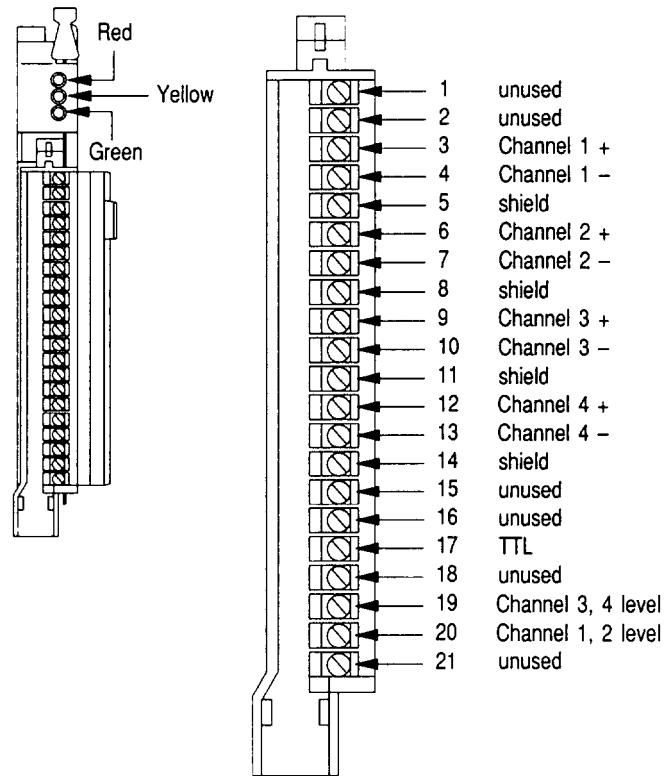 Red
Yellow
Green
1 unused
2 unused
3 Channel 1 +
4 Channel 1 –
5 shield
6 Channel 2 +
7 Channel 2 –
8 shield
9 Channel 3 +
10 Channel 3 –
11 shield
12 Channel 4 +
13 Channel 4 –
14 shield
15 unused
16 unused
17 TTL
18 unused
19 Channel 3, 4 level
20 Channel 1, 2 level
21 unused